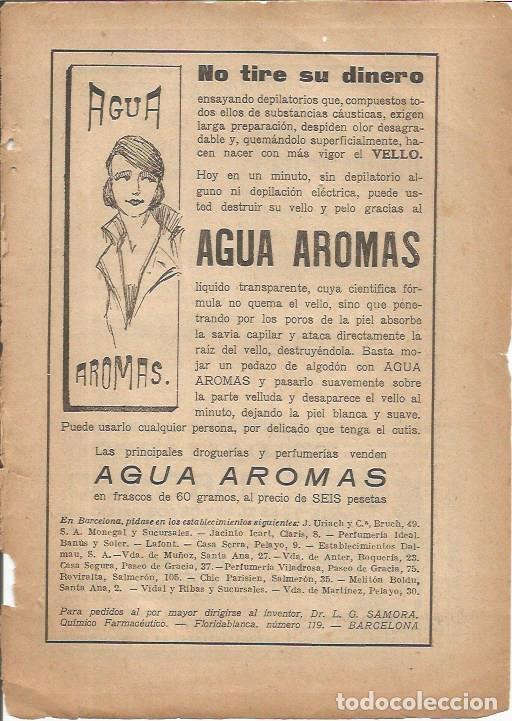 AGUA
AROMAS.
No tire su dinero
ensayando depilatorios que, compuestos to-
dos ellos de substancias cáusticas, exigen
larga preparación, despiden olor desagra-
dable y, quemándolo superficialmente, ha-
cen nacer con más vigor el VELLO.
Hoy en un minuto, sin depilatorio al-
guno ni depilación eléctrica, puede us-
ted destruir su vello y pelo gracias al
AGUA AROMAS
líquido transparente, cuya científica fór-
mula no quema el vello, sino que pene-
trando por los poros de la piel absorbe
la savia capilar y ataca directamente la
raíz del vello, destruyéndola. Basta mo-
jar un pedazo de algodón con AGUA
AROMAS y pasarlo suavemente sobre
la parte velluda y desaparece el vello al
minuto, dejando la piel blanca y suave.
Puede usarlo cualquier persona, por delicado que tenga el cutis.
Las principales droguerías y perfumerías venden
AGUA AROMAS
en frascos de 60 gramos, al precio de SEIS pesetas
En Barcelona, pídase en los establecimientos siguientes: J. Uriach y C.ª, Bruch, 49.
S. A. Monegal y Sucursales. — Jacinto Icart, Claris, 8. — Perfumería Ideal.
Banús y Soler. — Lafont. — Casa Serra, Pelayo, 9. — Establecimientos Dal-
mau, S. A. — Vda. de Muñoz, Santa Ana, 27. — Vda. de Anter, Boquería, 23.
Casa Segura, Paseo de Gracia, 37. — Perfumería Viladrosa, Paseo de Gracia, 75.
Roviralta, Salmerón, 105. — Chic Parisien, Salmerón, 35. — Melitón Boldu,
Santa Ana, 2. — Vidal y Ribas y Sucursales. — Vda. de Martínez, Pelayo, 30.
Para pedidos al por mayor dirigirse al inventor, Dr. L. G. SAMORA,
Químico Farmacéutico. — Floridablanca, número 119. — BARCELONA
todocoleccion.net